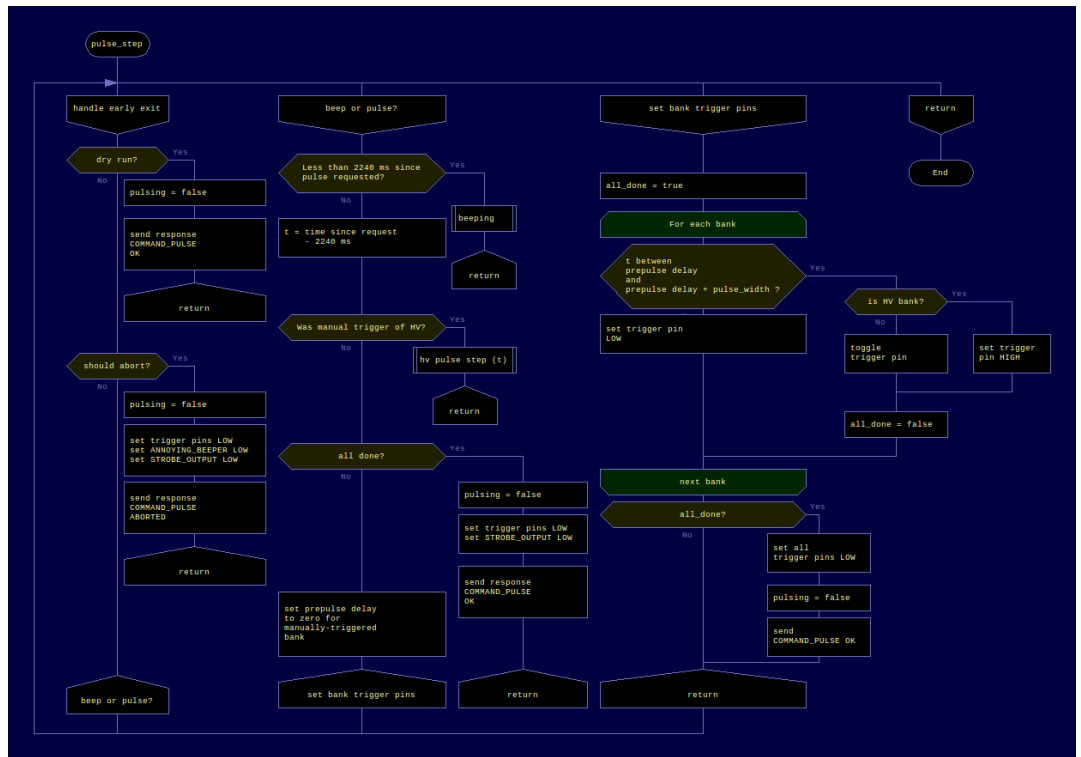 pulse_step
handle early exit
dry run?
Yes
No
pulsing = false
send response
COMMAND_PULSE
OK
return
should abort?
Yes
No
pulsing = false
set trigger pins LOW
set ANNOYING_BEEPER LOW
set STROBE_OUTPUT LOW
send response
COMMAND_PULSE
ABORTED
return
beep or pulse?
beep or pulse?
Less than 2240 ms since
pulse requested?
Yes
No
beeping
return
t = time since request
- 2240 ms
Was manual trigger of HV?
Yes
No
hv pulse step (t)
return
all done?
Yes
No
pulsing = false
set trigger pins LOW
set STROBE_OUTPUT LOW
send response
COMMAND_PULSE
OK
return
set prepulse delay
to zero for
manually-triggered
bank
set bank trigger pins
set bank trigger pins
all_done = true
For each bank
t between
prepulse delay
and
prepulse delay + pulse_width ?
Yes
set trigger pin
LOW
is HV bank?
Yes
No
toggle
trigger pin
set trigger
pin HIGH
all_done = false
next bank
all_done?
Yes
No
set all
trigger pins LOW
pulsing = false
send
COMMAND_PULSE OK
return
return
End